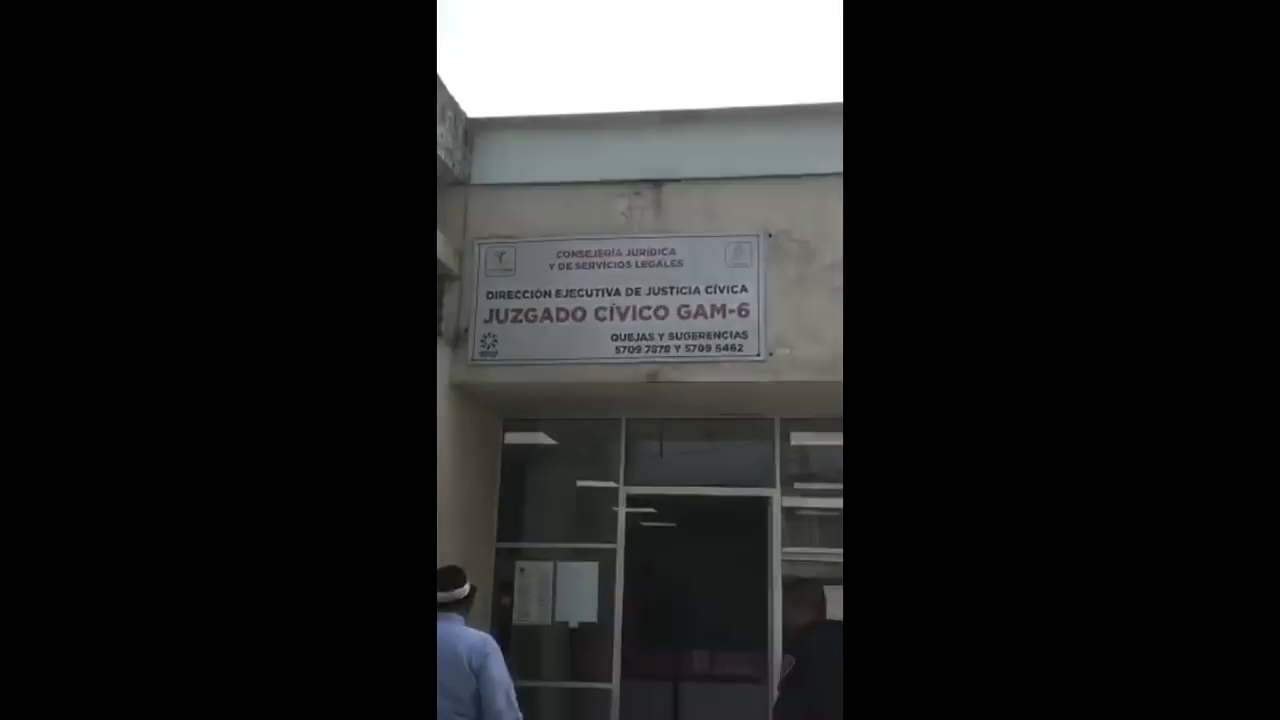 CONSEJERÍA JURÍDICA
Y DE SERVICIOS LEGALES
DIRECCIÓN EJECUTIVA DE JUSTICIA CÍVICA
JUZGADO CÍVICO GAM-6
QUEJAS Y SUGERENCIAS
5709 7878 Y 5709 5462